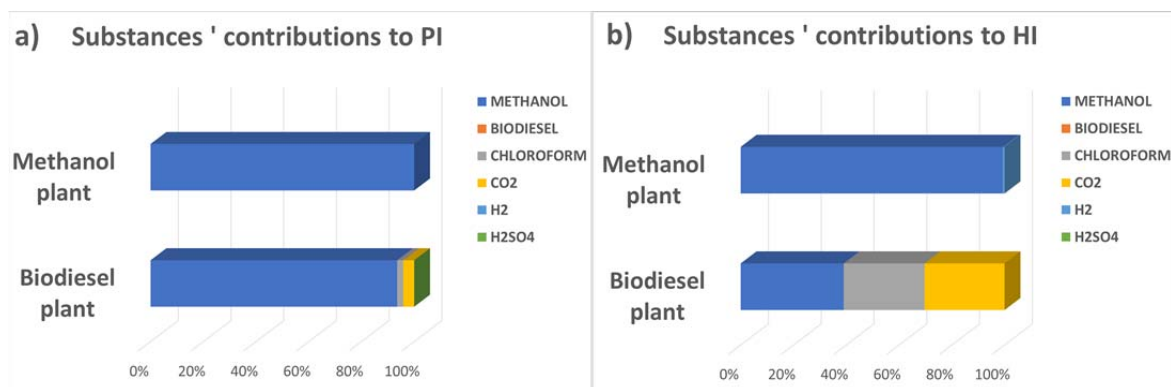 a) Substances ' contributions to PI
METHANOL
BIODIESEL
CHLOROFORM
CO2
H2
H2SO4
Methanol
plant
Biodiesel
plant
0% 20% 40% 60% 80% 100%
b) Substances ' contributions to HI
METHANOL
BIODIESEL
CHLOROFORM
CO2
H2
H2SO4
Methanol
plant
Biodiesel
plant
0% 20% 40% 60% 80% 100%